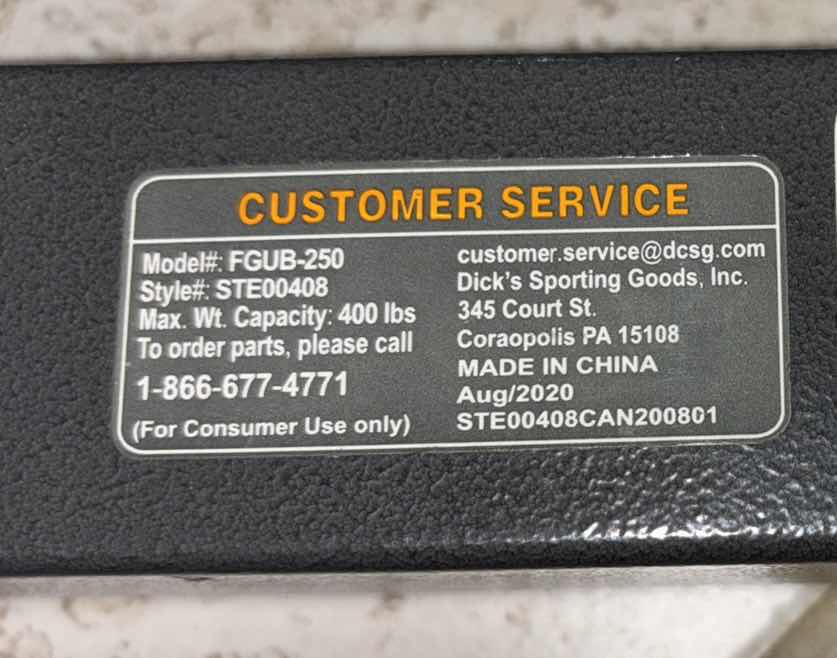 CUSTOMER SERVICE
Model#: FGUB-250
Style#: STE00408
Max. Wt. Capacity: 400 lbs
To order parts, please call
1-866-677-4771
(For Consumer Use only)
customer.service@dcsg.com
Dick's Sporting Goods, Inc.
345 Court St.
Coraopolis PA 15108
MADE IN CHINA
Aug/2020
STE00408CAN200801